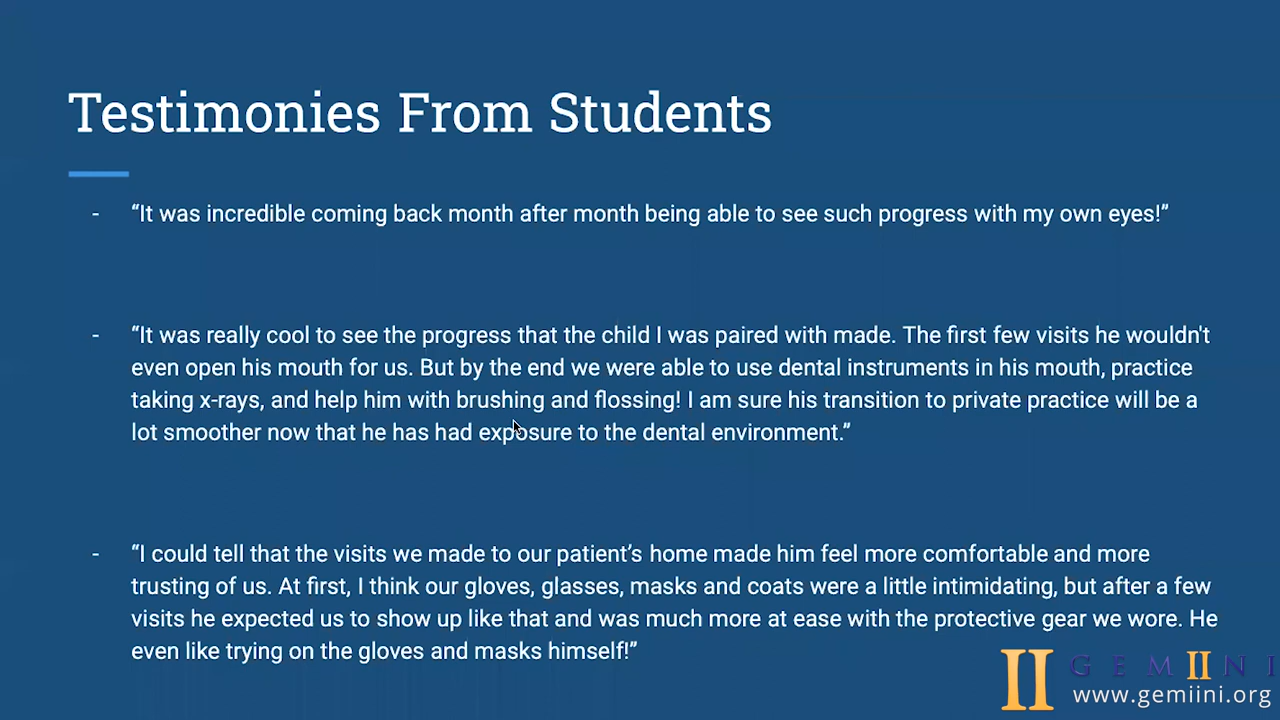 Testimonies From Students
- “It was incredible coming back month after month being able to see such progress with my own eyes!”
- “It was really cool to see the progress that the child I was paired with made. The first few visits he wouldn't
even open his mouth for us. But by the end we were able to use dental instruments in his mouth, practice
taking x-rays, and help him with brushing and flossing! I am sure his transition to private practice will be a
lot smoother now that he has had exposure to the dental environment.”
- “I could tell that the visits we made to our patient’s home made him feel more comfortable and more
trusting of us. At first, I think our gloves, glasses, masks and coats were a little intimidating, but after a few
visits he expected us to show up like that and was much more at ease with the protective gear we wore. He
even like trying on the gloves and masks himself!”
II GEMIINI
www.gemiini.org